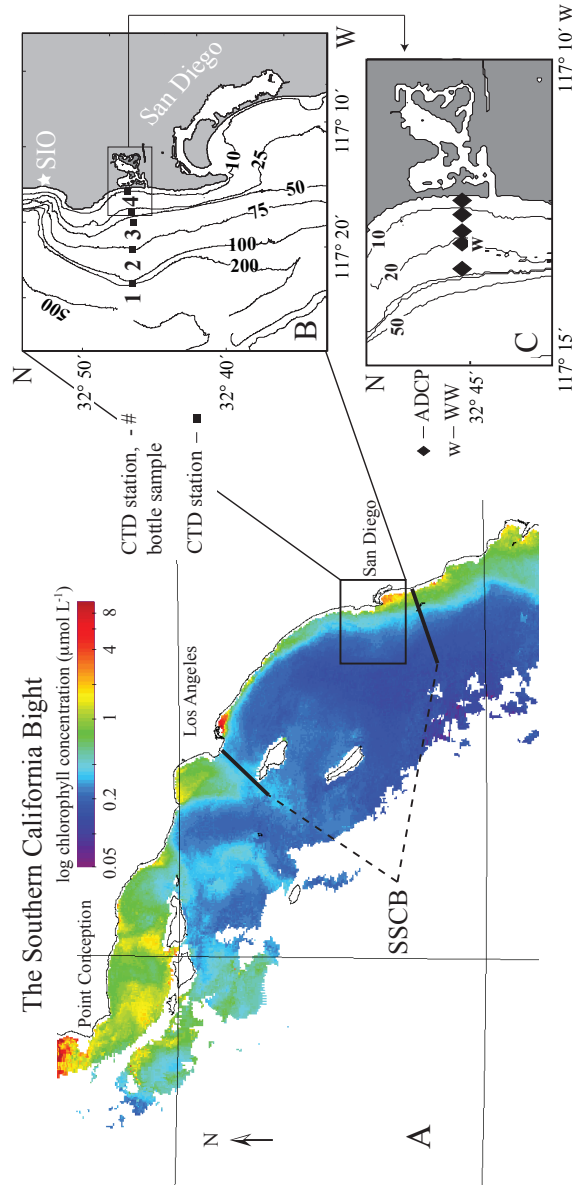 The Southern California Bight
log chlorophyll concentration (µmol L⁻¹)
0.05 0.2 1 4 8
Point Conception
Los Angeles
San Diego
SSCB
N
A
CTD station, - #
bottle sample
CTD station – ■
N
32° 50 ´
32° 40 ´
SIO
San Diego
500
200
100
75
50
25
10
1 2 3 4
B
117° 20 ´
117° 10 ´
W
N
◆ – ADCP
w – WW
32° 45 ´
10
20
50
w
C
117° 15 ´
117° 10 ´ W